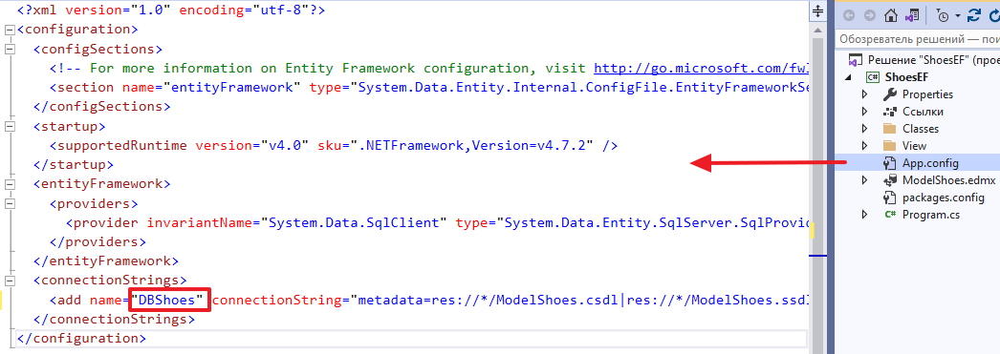 <?xml version="1.0" encoding="utf-8"?>
<configuration>
<configSections>
<!-- For more information on Entity Framework configuration, visit http://go.microsoft.com/fwl
<section name="entityFramework" type="System.Data.Entity.Internal.ConfigFile.EntityFrameworkSe
</configSections>
<startup>
<supportedRuntime version="v4.0" sku=".NETFramework,Version=v4.7.2" />
</startup>
<entityFramework>
<providers>
<provider invariantName="System.Data.SqlClient" type="System.Data.Entity.SqlServer.SqlProvid
</providers>
</entityFramework>
<connectionStrings>
<add name="DBShoes" connectionString="metadata=res://*/ModelShoes.csdl|res://*/ModelShoes.ssdl
</connectionStrings>
</configuration>
Обозреватель решений — пои
Решение "ShoesEF" (прое
ShoesEF
Properties
Ссылки
Classes
View
App.config
ModelShoes.edmx
packages.config
Program.cs